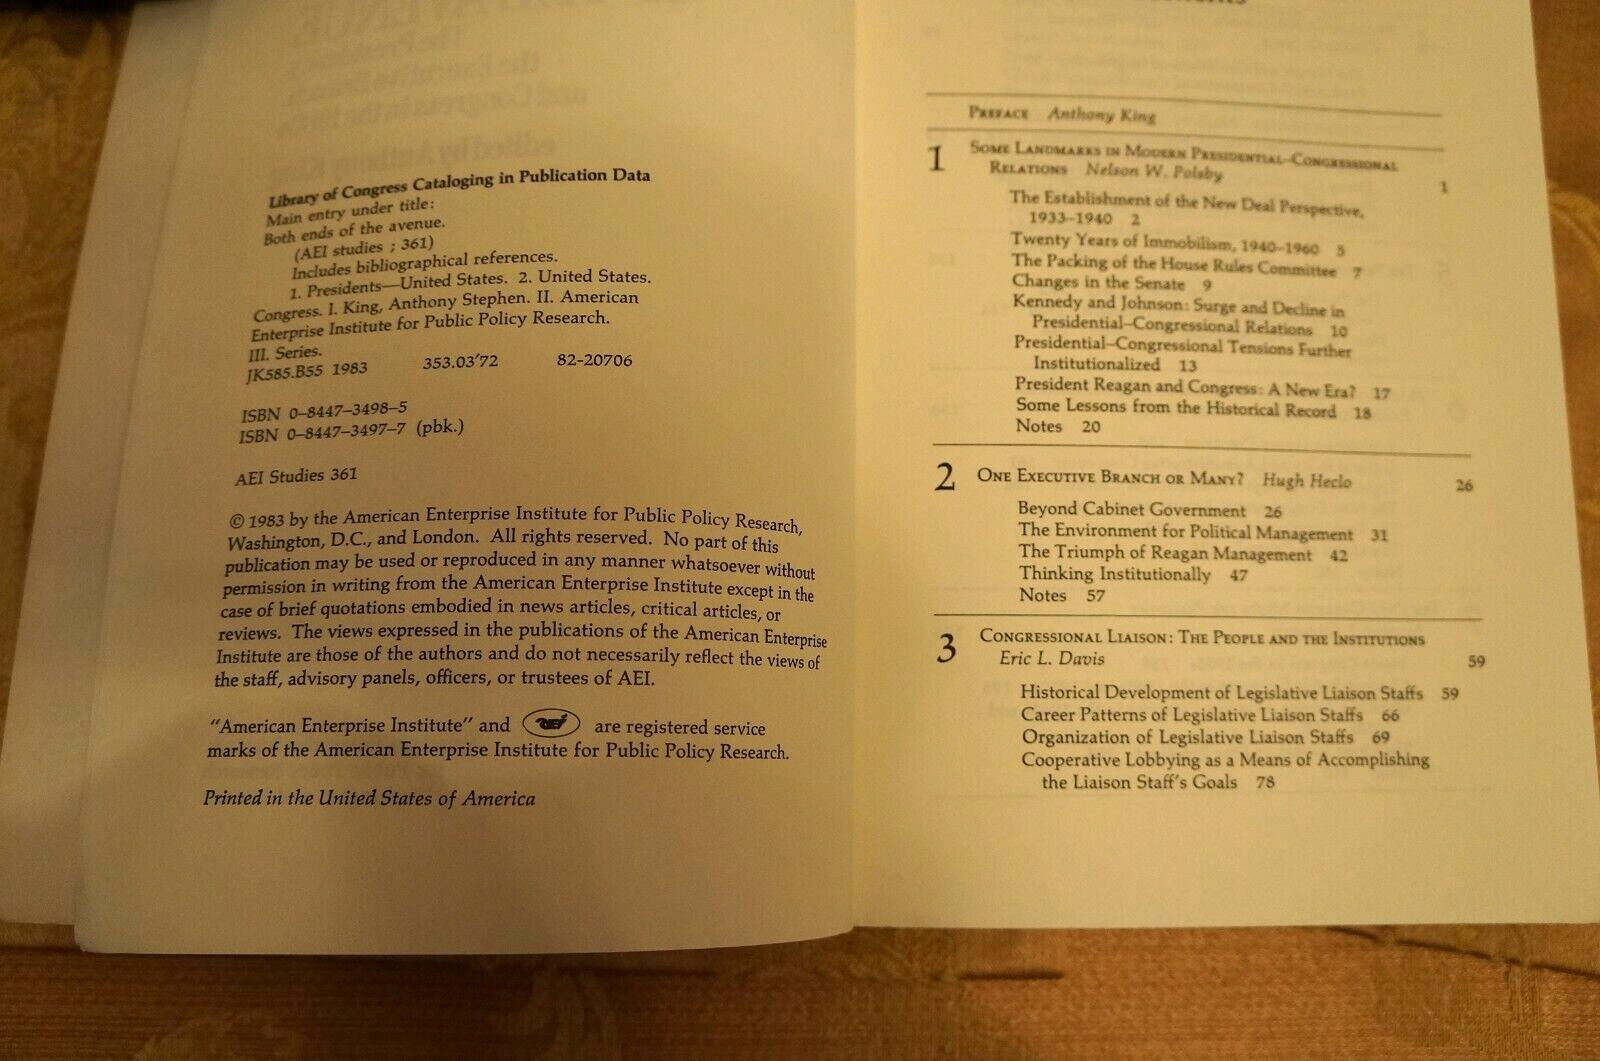 Library of Congress Cataloging in Publication Data
Main entry under title:
Both ends of the avenue.
(AEI studies ; 361)
Includes bibliographical references.
1. Presidents—United States. 2. United States.
Congress. I. King, Anthony Stephen. II. American
Enterprise Institute for Public Policy Research.
III. Series.
JK585.B55 1983 353.03'72 82-20706
ISBN 0–8447–3498–5
ISBN 0–8447–3497–7 (pbk.)
AEI Studies 361
© 1983 by the American Enterprise Institute for Public Policy Research,
Washington, D.C., and London. All rights reserved. No part of this
publication may be used or reproduced in any manner whatsoever without
permission in writing from the American Enterprise Institute except in the
case of brief quotations embodied in news articles, critical articles, or
reviews. The views expressed in the publications of the American Enterprise
Institute are those of the authors and do not necessarily reflect the views of
the staff, advisory panels, officers, or trustees of AEI.
"American Enterprise Institute" and AEI are registered service
marks of the American Enterprise Institute for Public Policy Research.
Printed in the United States of America
PREFACE Anthony King
1 SOME LANDMARKS IN MODERN PRESIDENTIAL–CONGRESSIONAL
RELATIONS Nelson W. Polsby 1
The Establishment of the New Deal Perspective,
1933–1940 2
Twenty Years of Immobilism, 1940–1960 5
The Packing of the House Rules Committee 7
Changes in the Senate 9
Kennedy and Johnson: Surge and Decline in
Presidential–Congressional Relations 10
Presidential–Congressional Tensions Further
Institutionalized 13
President Reagan and Congress: A New Era? 17
Some Lessons from the Historical Record 18
Notes 20
2 ONE EXECUTIVE BRANCH OR MANY? Hugh Heclo 26
Beyond Cabinet Government 26
The Environment for Political Management 31
The Triumph of Reagan Management 42
Thinking Institutionally 47
Notes 57
3 CONGRESSIONAL LIAISON: THE PEOPLE AND THE INSTITUTIONS
Eric L. Davis 59
Historical Development of Legislative Liaison Staffs 59
Career Patterns of Legislative Liaison Staffs 66
Organization of Legislative Liaison Staffs 69
Cooperative Lobbying as a Means of Accomplishing
the Liaison Staff's Goals 78